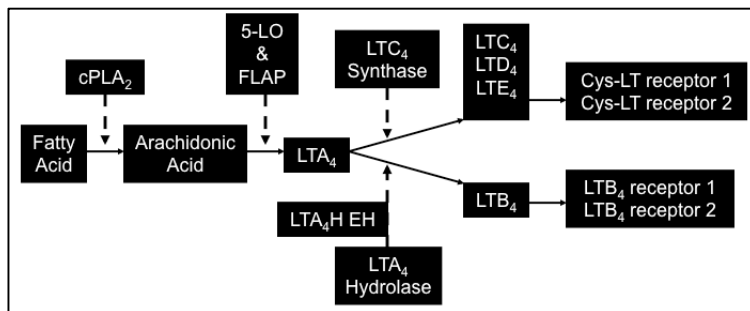 5-LO
&
FLAP
cPLA₂
LTC₄
Synthase
LTC₄
LTD₄
LTE₄
Cys-LT receptor 1
Cys-LT receptor 2
Fatty
Acid
Arachidonic
Acid
LTA₄
LTB₄
LTB₄ receptor 1
LTB₄ receptor 2
LTA₄H EH
LTA₄
Hydrolase